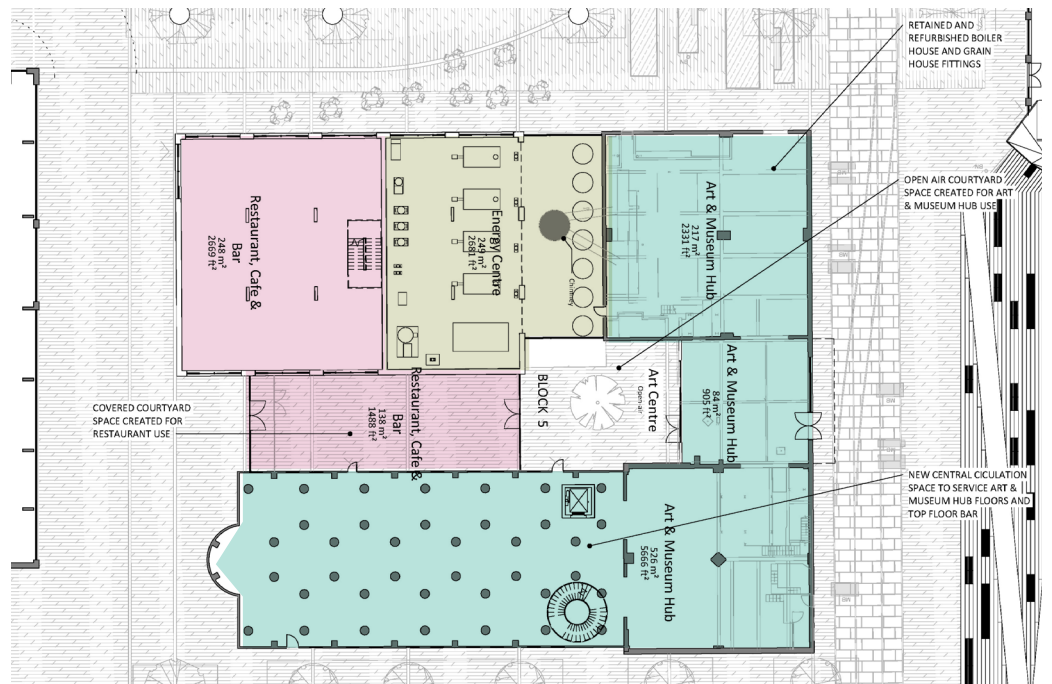 RETAINED AND
REFURBISHED BOILER
HOUSE AND GRAIN
HOUSE FITTINGS
OPEN AIR COURTYARD
SPACE CREATED FOR ART
& MUSEUM HUB USE
NEW CENTRAL CICULATION
SPACE TO SERVICE ART &
MUSEUM HUB FLOORS AND
TOP FLOOR BAR
COVERED COURTYARD
SPACE CREATED FOR
RESTAURANT USE
Restaurant, Cafe &
Bar
248 m²
2669 ft²
Energy Centre
249 m²
2681 ft²
Chimney
Art & Museum Hub
217 m²
2331 ft²
Restaurant, Cafe &
Bar
138 m²
1488 ft²
BLOCK 5
Art Centre
Open-air
Art & Museum Hub
84 m²
905 ft²
Art & Museum Hub
526 m²
5666 ft²